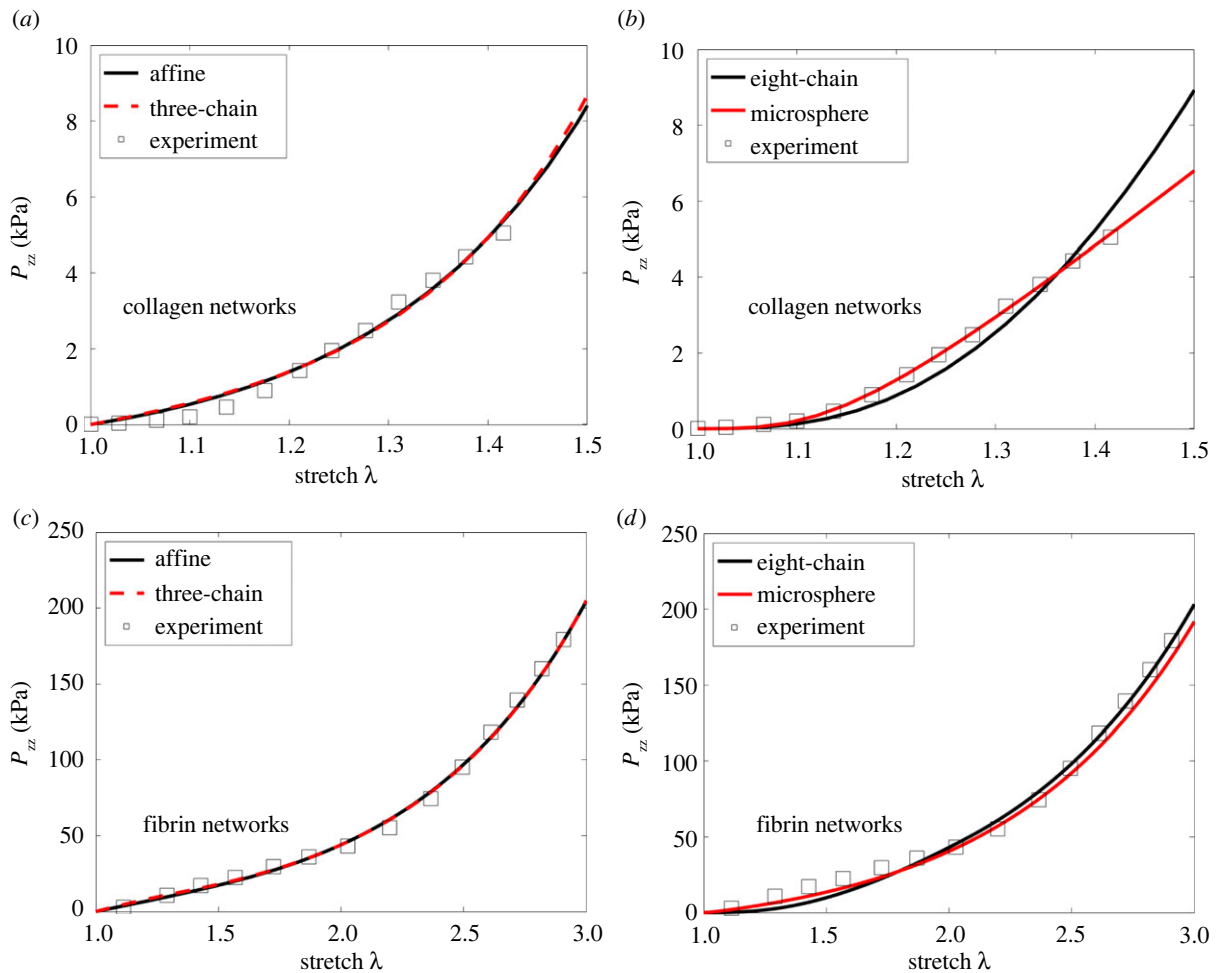 (a)
10
8
6
4
2
0
P_zz (kPa)
affine
three-chain
experiment
collagen networks
1.0 1.1 1.2 1.3 1.4 1.5
stretch λ
(b)
10
8
6
4
2
0
P_zz (kPa)
eight-chain
microsphere
experiment
collagen networks
1.0 1.1 1.2 1.3 1.4 1.5
stretch λ
(c)
250
200
150
100
50
0
P_zz (kPa)
affine
three-chain
experiment
fibrin networks
1.0 1.5 2.0 2.5 3.0
stretch λ
(d)
250
200
150
100
50
0
P_zz (kPa)
eight-chain
microsphere
experiment
fibrin networks
1.0 1.5 2.0 2.5 3.0
stretch λ